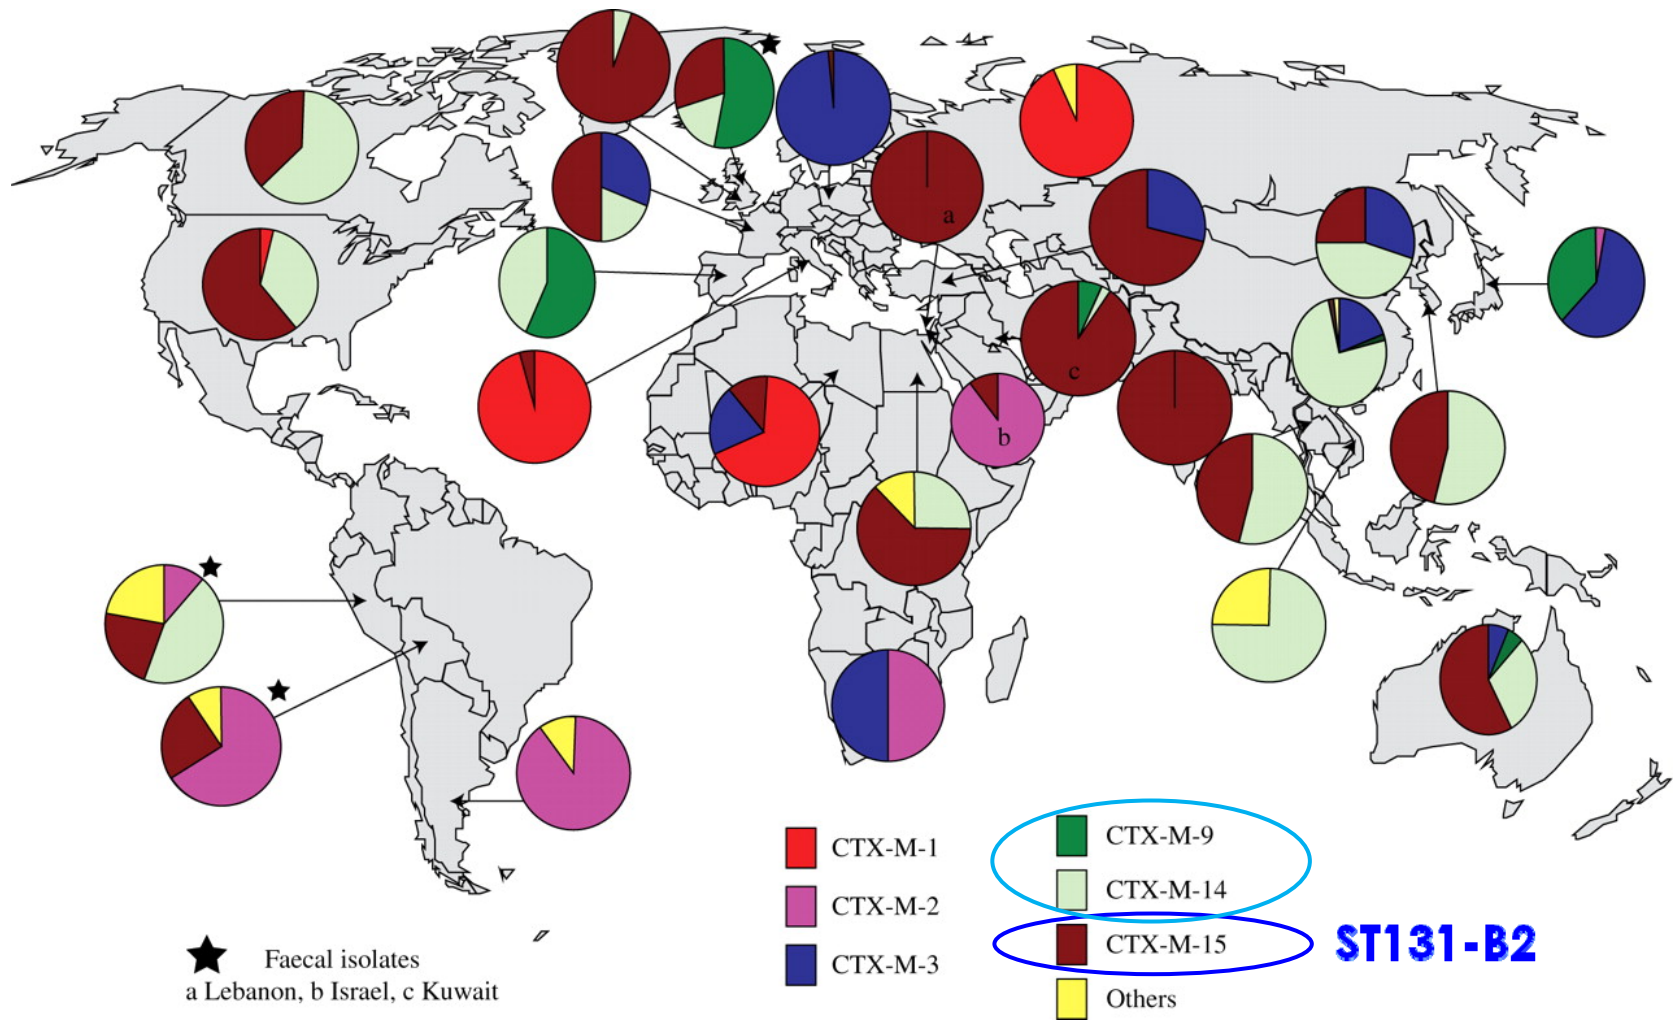 a
c
b
CTX-M-1
CTX-M-2
CTX-M-3
CTX-M-9
CTX-M-14
CTX-M-15
Others
ST131-B2
Faecal isolates
a Lebanon, b Israel, c Kuwait